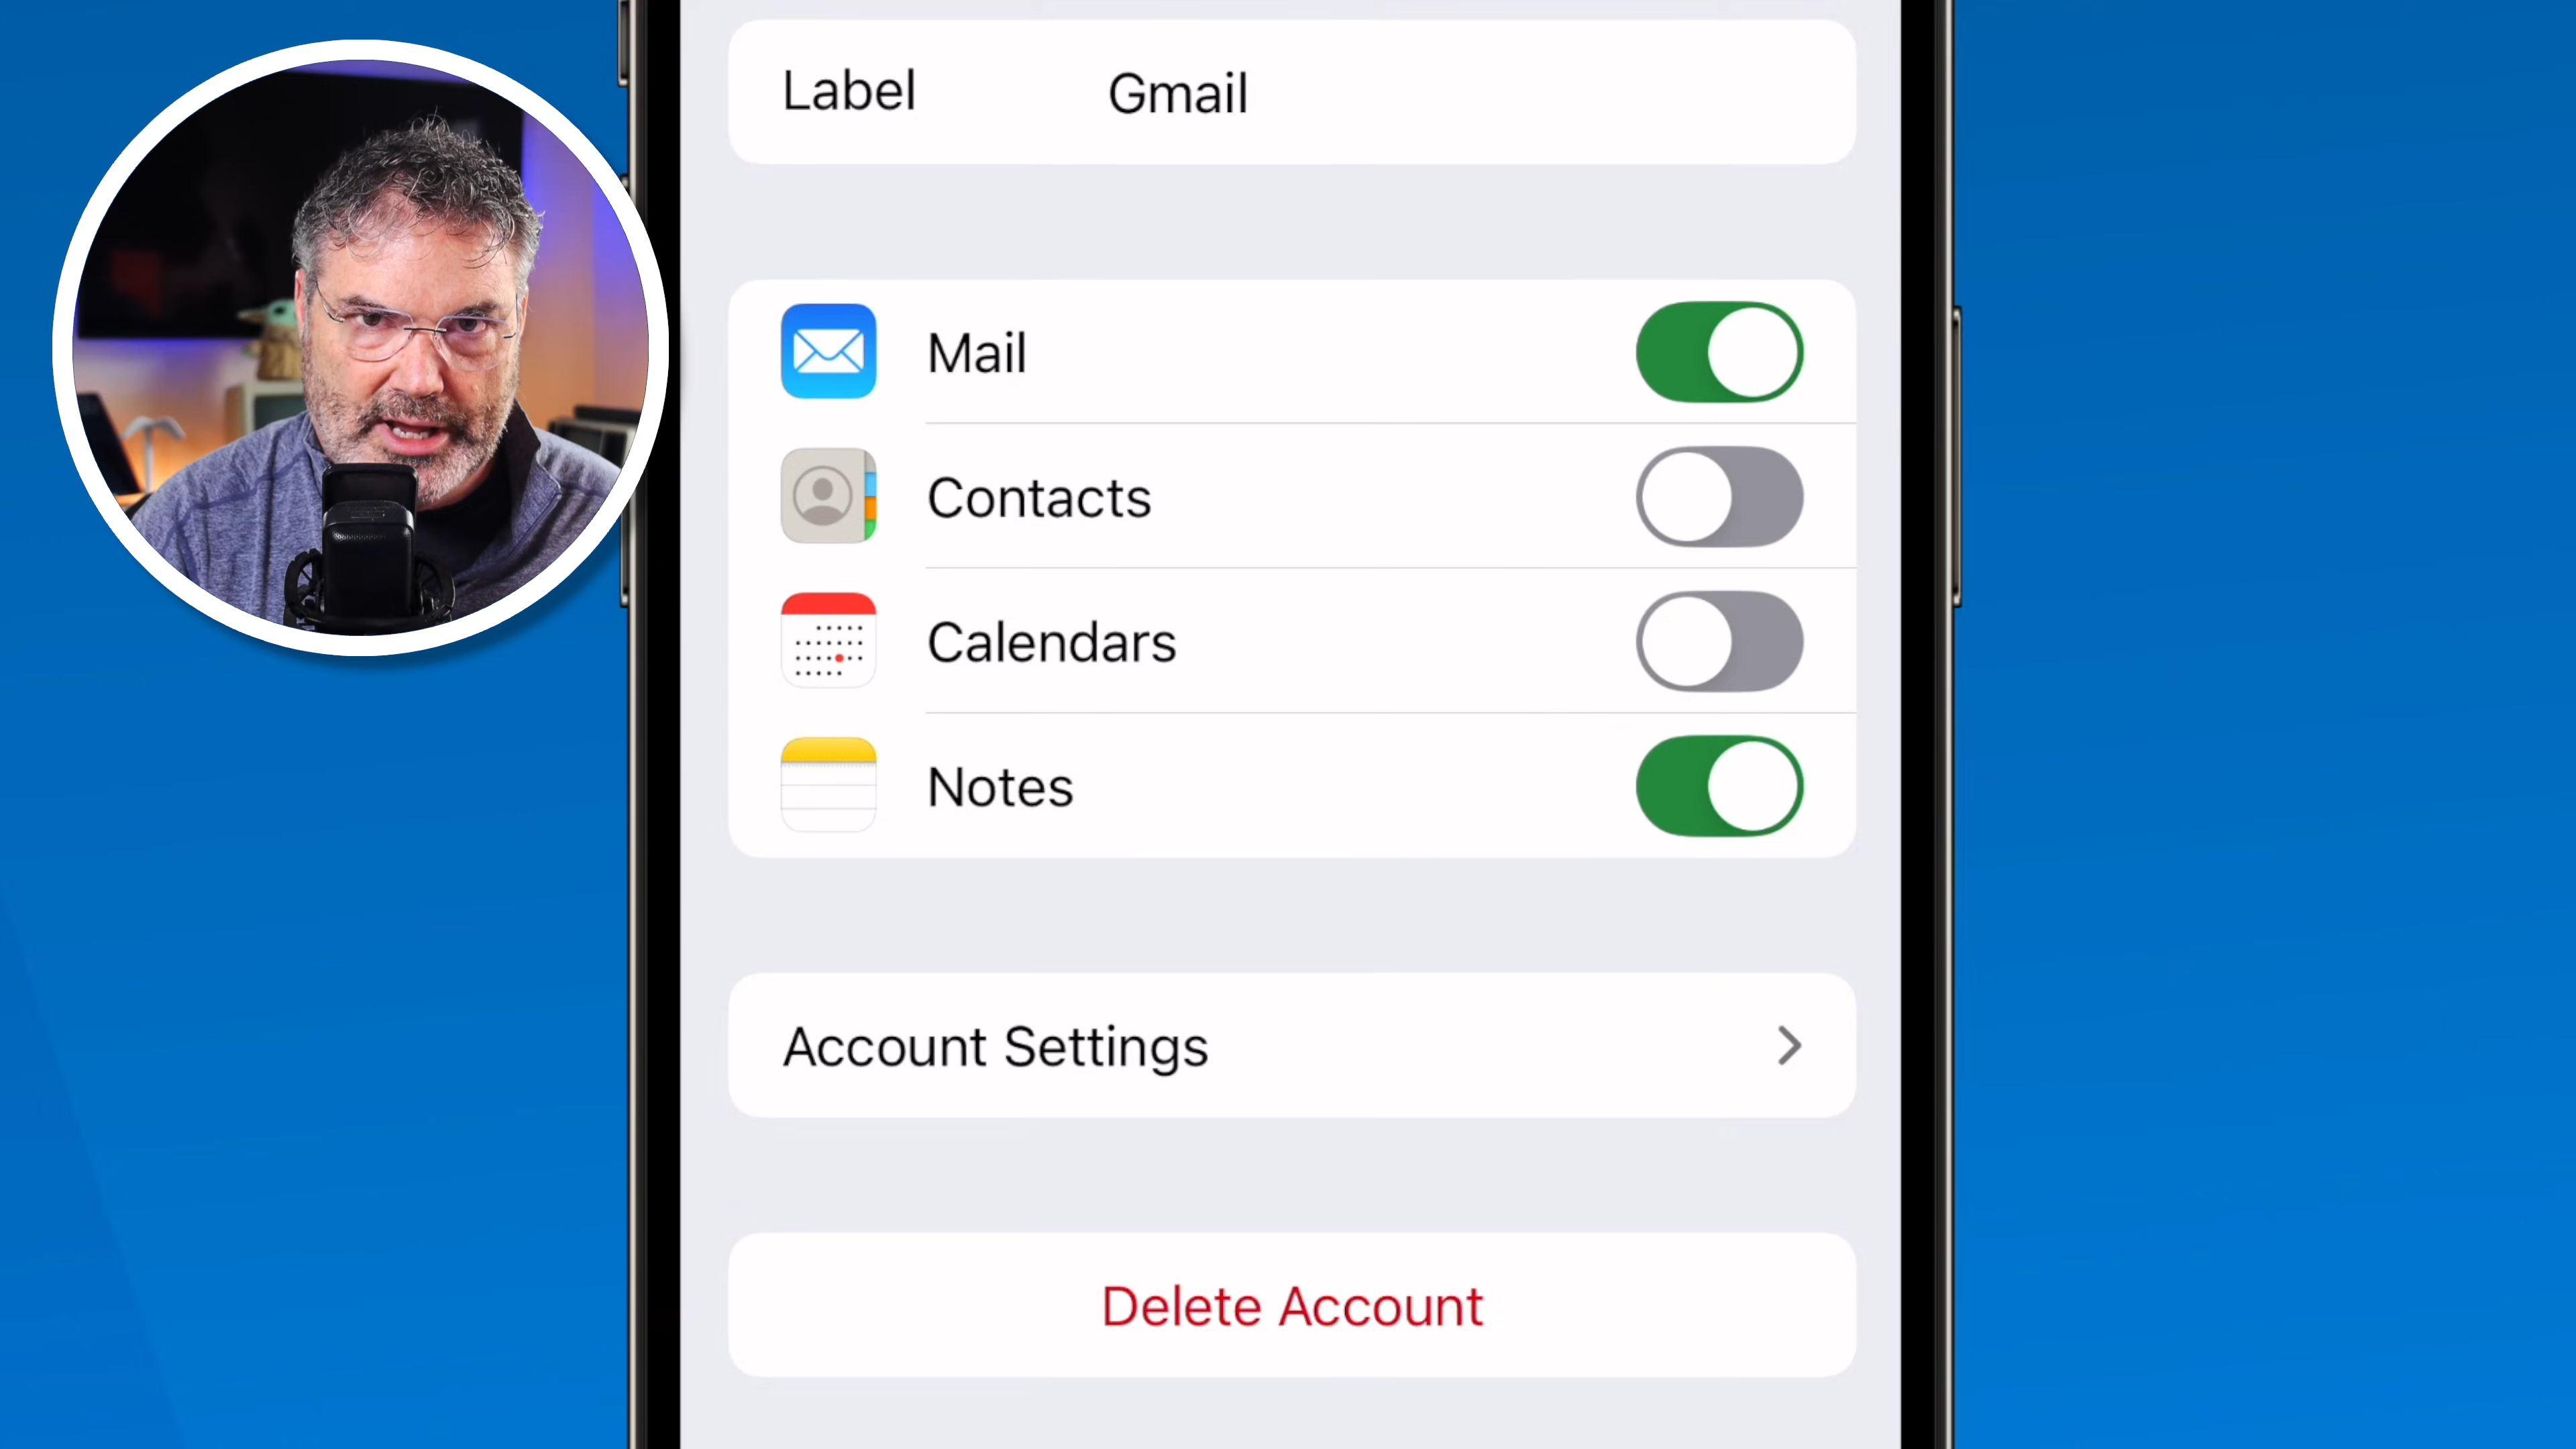 Label Gmail
Mail
Contacts
Calendars
Notes
Account Settings
Delete Account